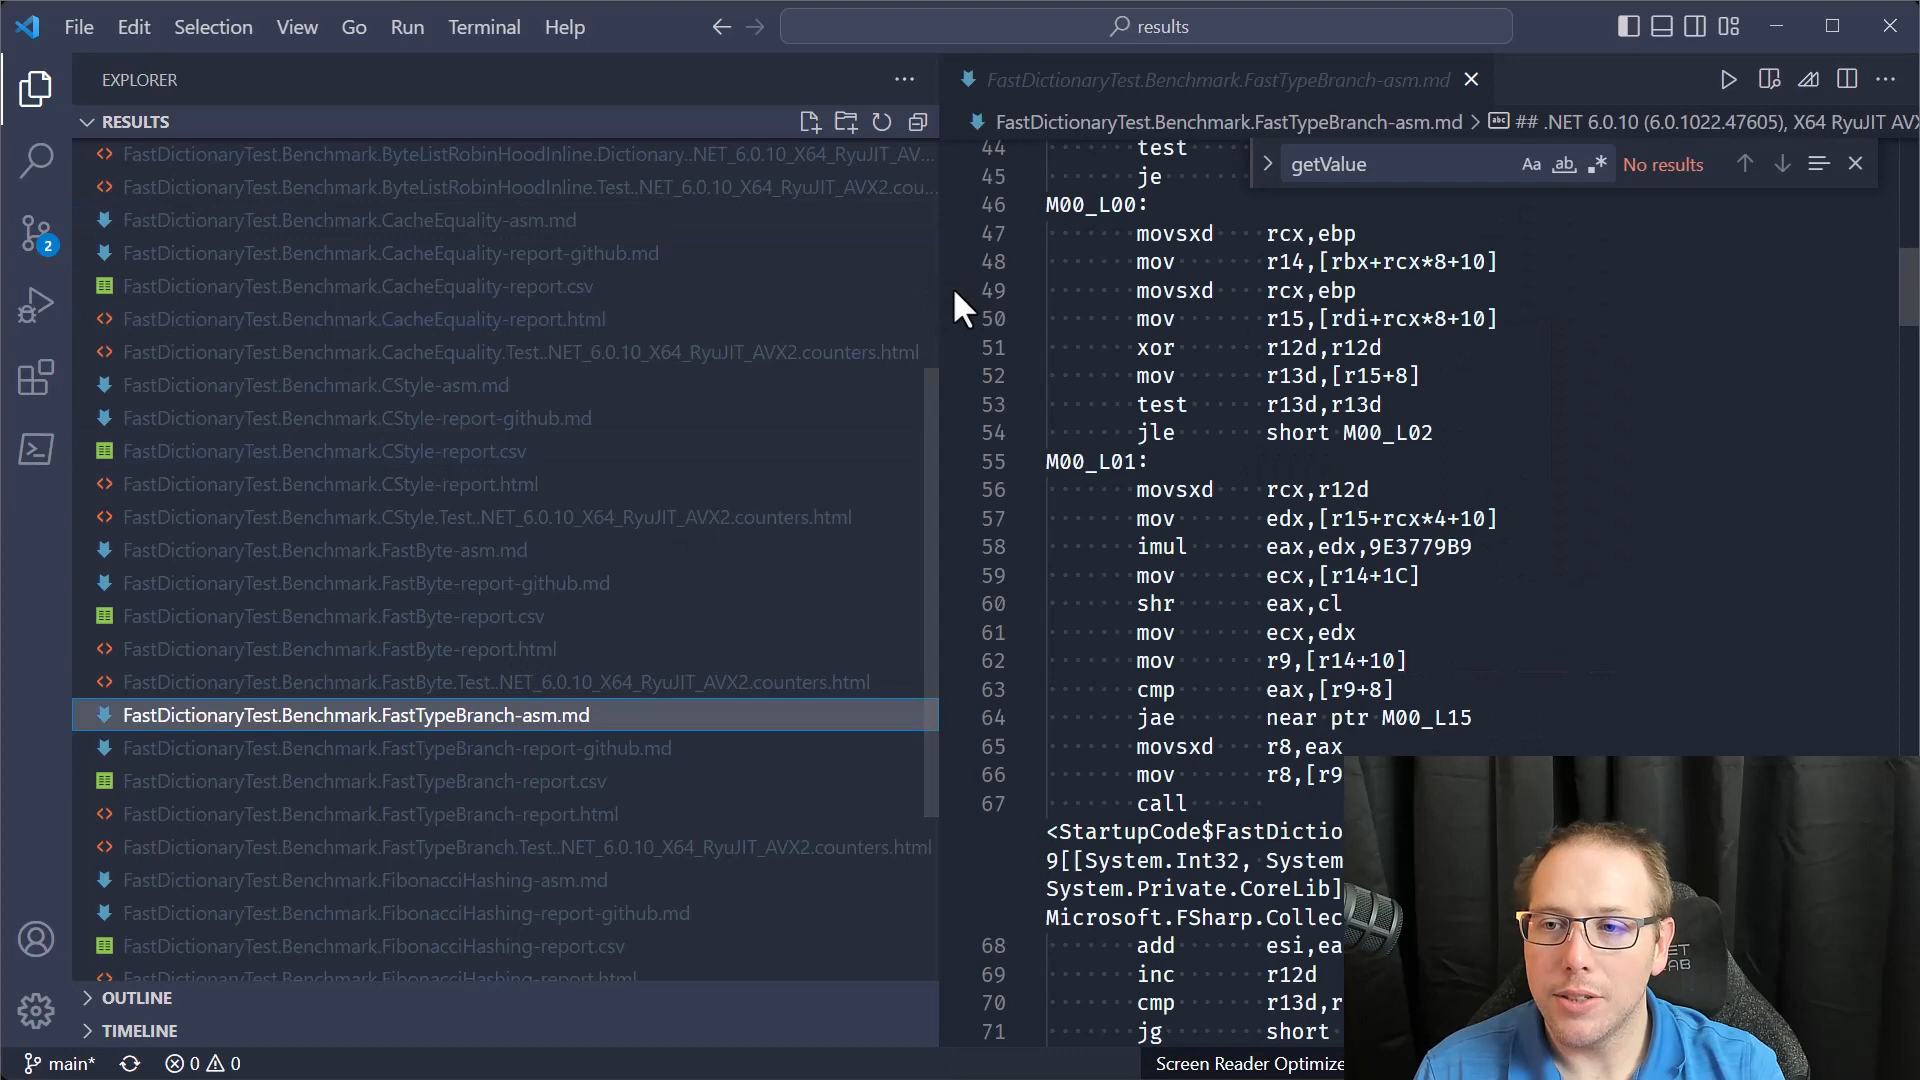 File Edit Selection View Go Run Terminal Help
results
EXPLORER
RESULTS
FastDictionaryTest.Benchmark.ByteListRobinHoodInline.Dictionary..NET_6.0.10_X64_RyuJIT_AV...
FastDictionaryTest.Benchmark.ByteListRobinHoodInline.Test..NET_6.0.10_X64_RyuJIT_AVX2.cou...
FastDictionaryTest.Benchmark.CacheEquality-asm.md
FastDictionaryTest.Benchmark.CacheEquality-report-github.md
FastDictionaryTest.Benchmark.CacheEquality-report.csv
FastDictionaryTest.Benchmark.CacheEquality-report.html
FastDictionaryTest.Benchmark.CacheEquality.Test..NET_6.0.10_X64_RyuJIT_AVX2.counters.html
FastDictionaryTest.Benchmark.CStyle-asm.md
FastDictionaryTest.Benchmark.CStyle-report-github.md
FastDictionaryTest.Benchmark.CStyle-report.csv
FastDictionaryTest.Benchmark.CStyle-report.html
FastDictionaryTest.Benchmark.CStyle.Test..NET_6.0.10_X64_RyuJIT_AVX2.counters.html
FastDictionaryTest.Benchmark.FastByte-asm.md
FastDictionaryTest.Benchmark.FastByte-report-github.md
FastDictionaryTest.Benchmark.FastByte-report.csv
FastDictionaryTest.Benchmark.FastByte-report.html
FastDictionaryTest.Benchmark.FastByte.Test..NET_6.0.10_X64_RyuJIT_AVX2.counters.html
FastDictionaryTest.Benchmark.FastTypeBranch-asm.md
FastDictionaryTest.Benchmark.FastTypeBranch-report-github.md
FastDictionaryTest.Benchmark.FastTypeBranch-report.csv
FastDictionaryTest.Benchmark.FastTypeBranch-report.html
FastDictionaryTest.Benchmark.FastTypeBranch.Test..NET_6.0.10_X64_RyuJIT_AVX2.counters.html
FastDictionaryTest.Benchmark.FibonacciHashing-asm.md
FastDictionaryTest.Benchmark.FibonacciHashing-report-github.md
FastDictionaryTest.Benchmark.FibonacciHashing-report.csv
FastDictionaryTest.Benchmark.FibonacciHashing-report.html
OUTLINE
TIMELINE
2
FastDictionaryTest.Benchmark.FastTypeBranch-asm.md
FastDictionaryTest.Benchmark.FastTypeBranch-asm.md > abc ## .NET 6.0.10 (6.0.1022.47605), X64 RyuJIT AVX
getValue Aa ab .* No results
44 test
45 je
46 M00_L00:
47 movsxd rcx,ebp
48 mov r14,[rbx+rcx*8+10]
49 movsxd rcx,ebp
50 mov r15,[rdi+rcx*8+10]
51 xor r12d,r12d
52 mov r13d,[r15+8]
53 test r13d,r13d
54 jle short M00_L02
55 M00_L01:
56 movsxd rcx,r12d
57 mov edx,[r15+rcx*4+10]
58 imul eax,edx,9E3779B9
59 mov ecx,[r14+1C]
60 shr eax,cl
61 mov ecx,edx
62 mov r9,[r14+10]
63 cmp eax,[r9+8]
64 jae near ptr M00_L15
65 movsxd r8,eax
66 mov r8,[r9
67 call
<StartupCode$FastDictio
9[[System.Int32, System
System.Private.CoreLib]
Microsoft.FSharp.Collec
68 add esi,ea
69 inc r12d
70 cmp r13d,r
71 jg short
main* 0 0
Screen Reader Optimize